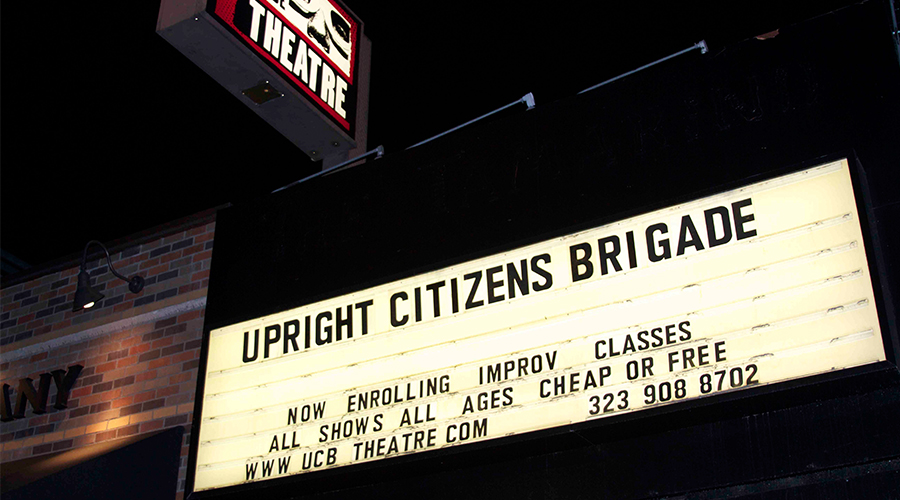 THEATRE
UPRIGHT CITIZENS BRIGADE
NOW ENROLLING IMPROV CLASSES
ALL SHOWS ALL AGES CHEAP OR FREE
WWW UCB THEATRE COM 323 908 8702
ANY